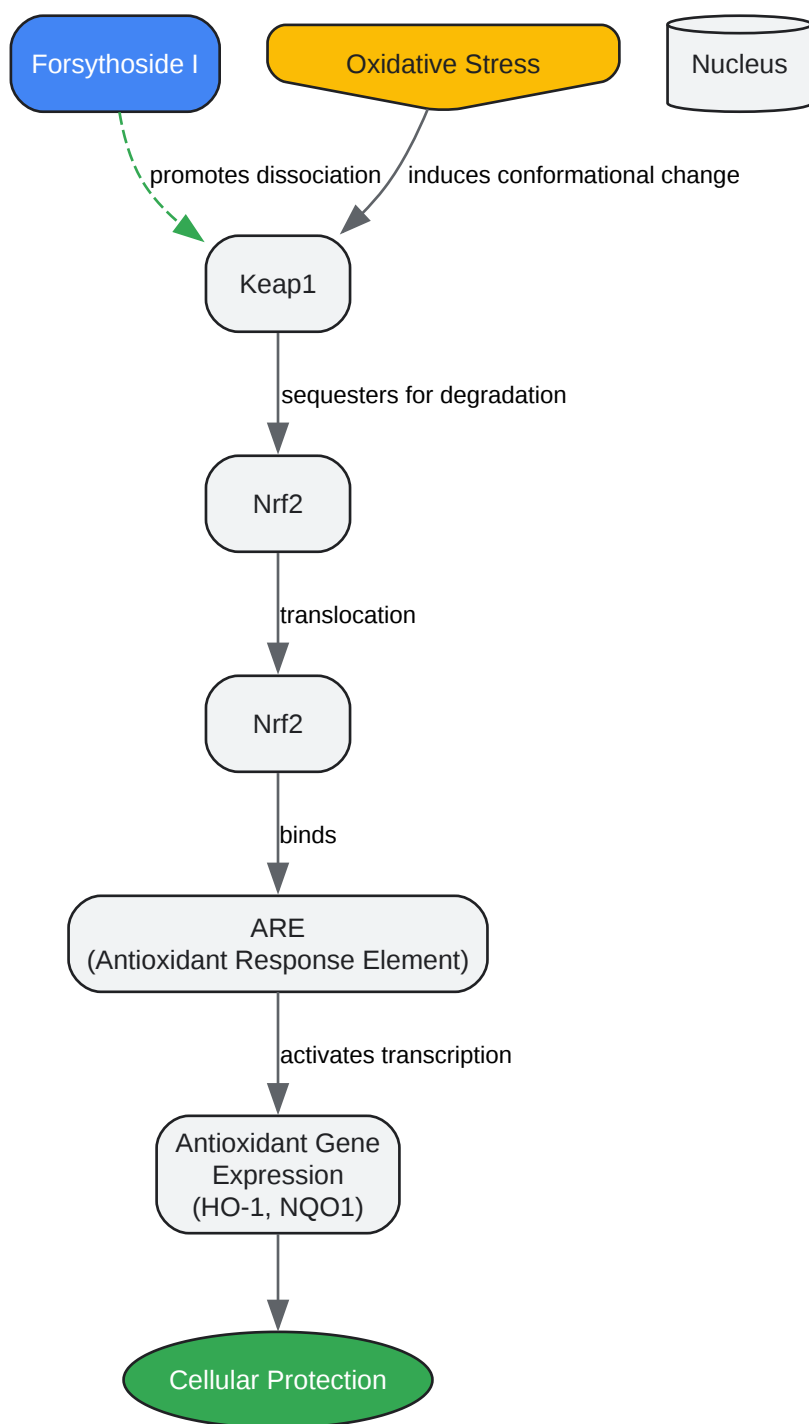 Forsythoside I
Oxidative Stress
Nucleus
promotes dissociation
induces conformational change
Keap1
sequesters for degradation
Nrf2
translocation
Nrf2
binds
ARE
(Antioxidant Response Element)
activates transcription
Antioxidant Gene
Expression
(HO-1, NQO1)
Cellular Protection